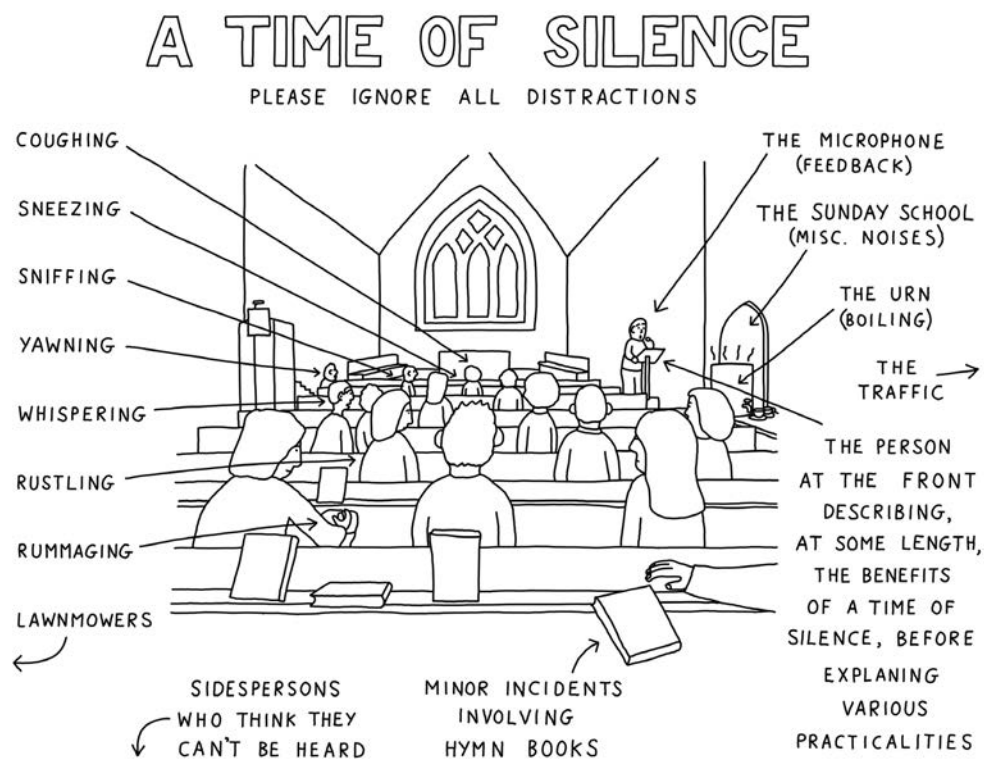 A TIME OF SILENCE
PLEASE IGNORE ALL DISTRACTIONS
COUGHING
SNEEZING
SNIFFING
YAWNING
WHISPERING
RUSTLING
RUMMAGING
LAWNMOWERS
SIDESPERSONS
WHO THINK THEY
CAN'T BE HEARD
MINOR INCIDENTS
INVOLVING
HYMN BOOKS
THE MICROPHONE
(FEEDBACK)
THE SUNDAY SCHOOL
(MISC. NOISES)
THE URN
(BOILING)
THE
TRAFFIC
THE PERSON
AT THE FRONT
DESCRIBING,
AT SOME LENGTH,
THE BENEFITS
OF A TIME OF
SILENCE, BEFORE
EXPLANING
VARIOUS
PRACTICALITIES